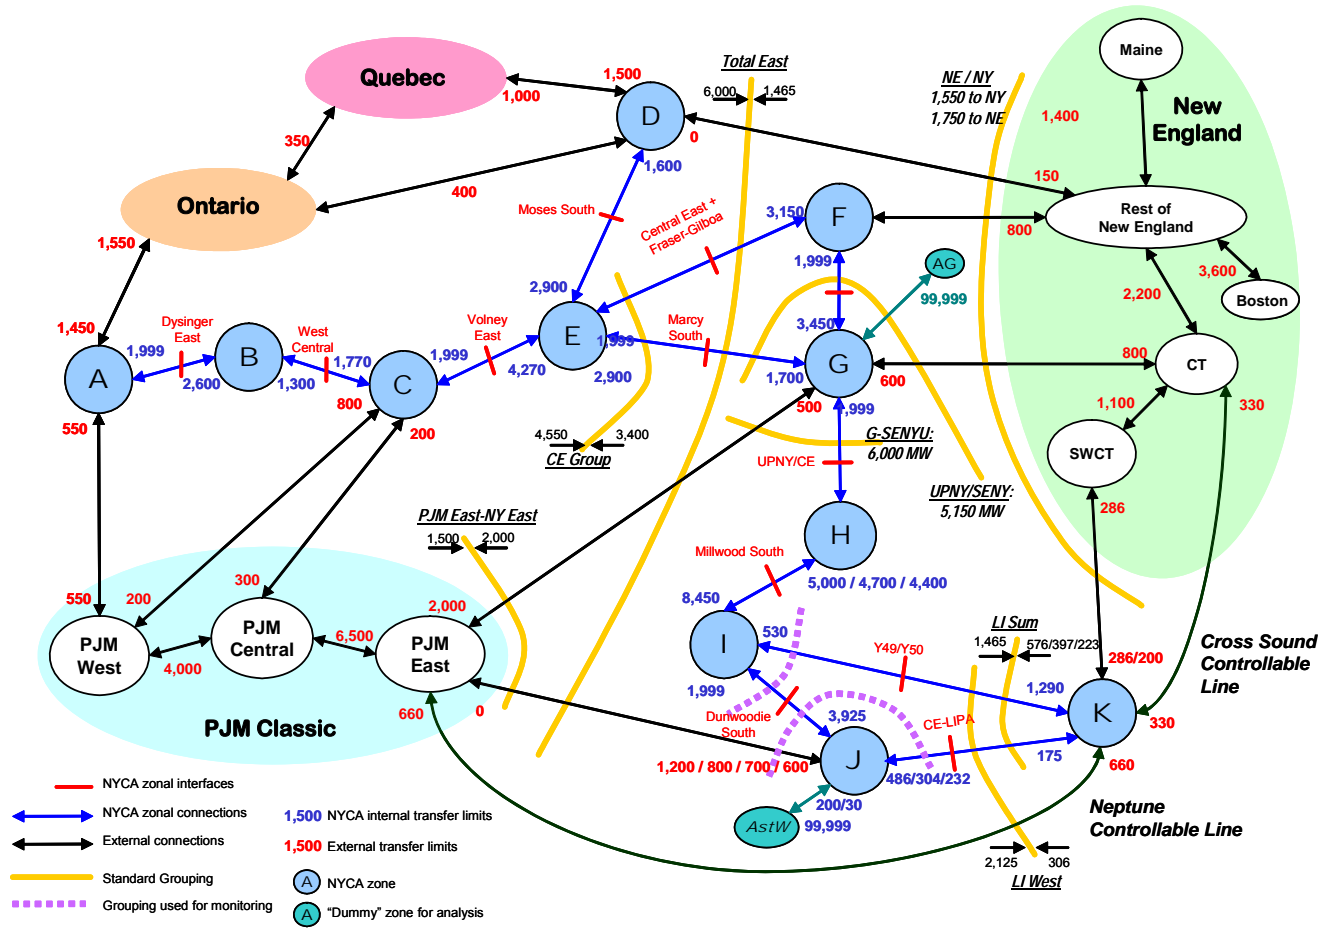 Total East
6,000
1,465
NE / NY
1,550 to NY
1,750 to NE
Maine
New
England
1,400
Quebec
1,500
1,000
350
D
0
1,600
400
Ontario
1,550
150
Rest of
New England
800
3,600
Boston
2,200
Moses South
Central East +
Fraser-Gilboa
3,150
F
1,999
AG
99,999
1,450
Dysinger
East
1,999
A
2,600
B
West
Central
1,770
1,300
C
1,999
Volney
East
4,270
2,900
E
1,999
2,900
Marcy
South
3,450
G
1,700
600
800
CT
550
800
200
500
1,999
4,550
3,400
CE Group
G-SENYU:
6,000 MW
UPNY/CE
UPNY/SENY:
5,150 MW
1,100
330
SWCT
286
PJM East-NY East
1,500
2,000
H
Millwood South
5,000 / 4,700 / 4,400
8,450
550
200
300
2,000
PJM
West
4,000
PJM
Central
6,500
PJM
East
660
0
PJM Classic
I
530
1,999
Y49/Y50
LI Sum
1,465
576/397/223
286/200
1,290
K
330
175
660
Cross Sound
Controllable
Line
Dunwoodie
South
3,925
CE-LIPA
J
1,200 / 800 / 700 / 600
486/304/232
200/30
AstW
99,999
Neptune
Controllable Line
2,125
306
LI West
NYCA zonal interfaces
NYCA zonal connections
External connections
Standard Grouping
Grouping used for monitoring
1,500 NYCA internal transfer limits
1,500 External transfer limits
A NYCA zone
A "Dummy" zone for analysis